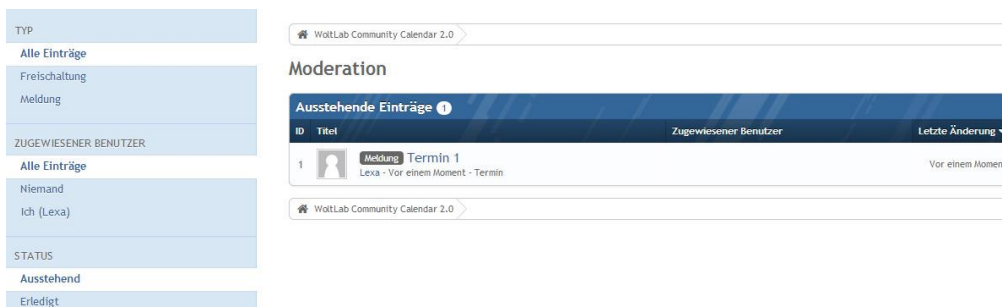 TYP
Alle Einträge
Freischaltung
Meldung
ZUGEWIESENER BENUTZER
Alle Einträge
Niemand
Ich (Lexa)
STATUS
Ausstehend
Erledigt
WoltLab Community Calendar 2.0
Moderation
Ausstehende Einträge 1
ID Titel Zugewiesener Benutzer Letzte Änderung
1 Meldung Termin 1 Vor einem Momen
Lexa - Vor einem Moment - Termin
WoltLab Community Calendar 2.0